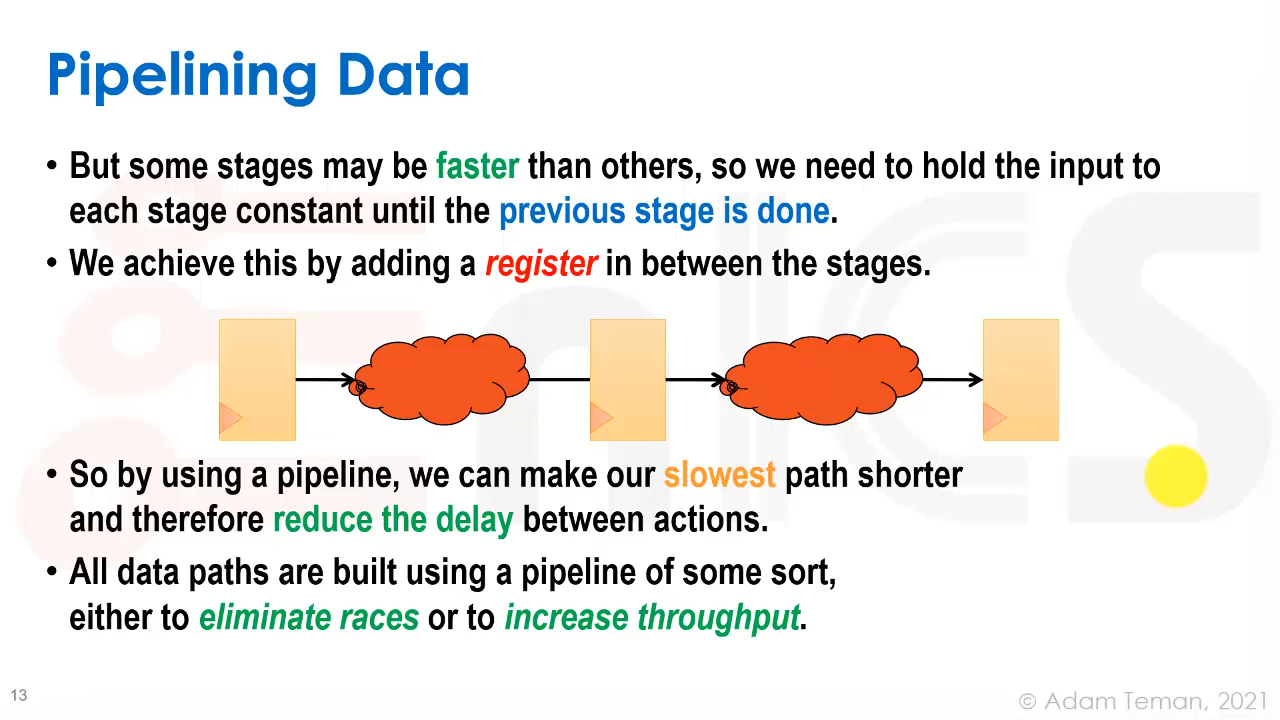 Pipelining Data
• But some stages may be faster than others, so we need to hold the input to
each stage constant until the previous stage is done.
• We achieve this by adding a register in between the stages.
• So by using a pipeline, we can make our slowest path shorter
and therefore reduce the delay between actions.
• All data paths are built using a pipeline of some sort,
either to eliminate races or to increase throughput.
13
© Adam Teman, 2021